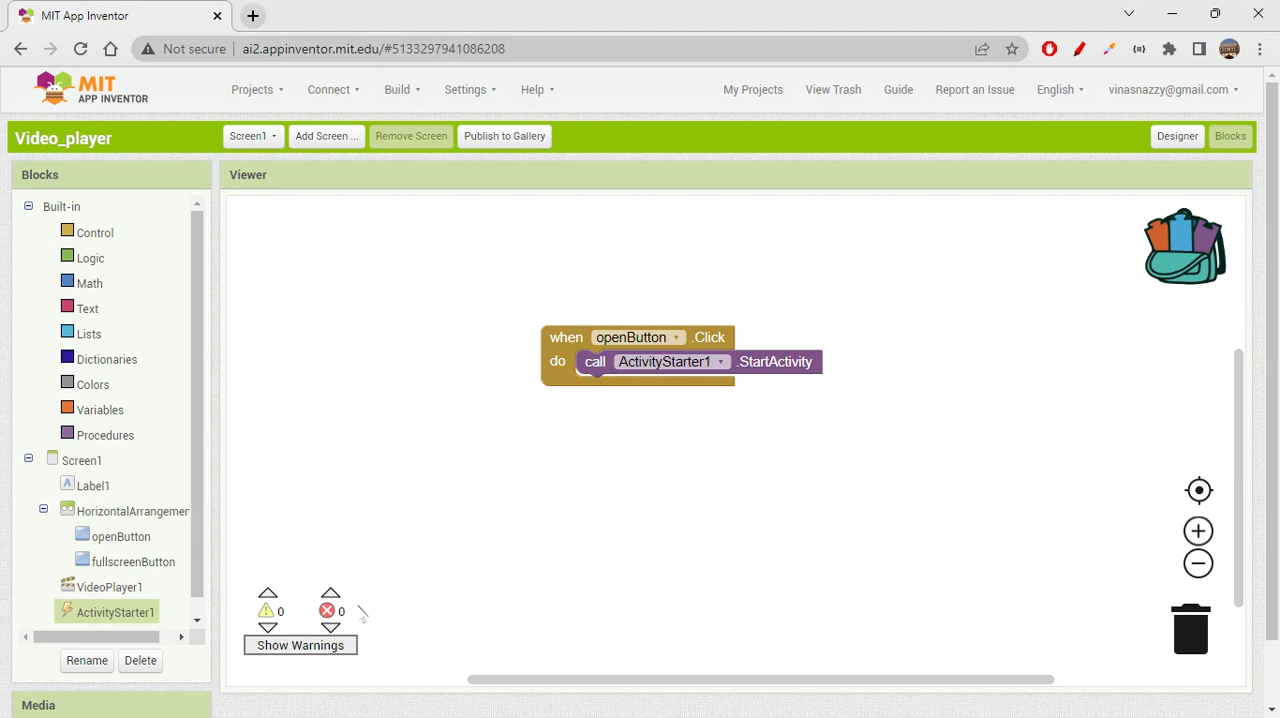 MIT App Inventor
Not secure
ai2.appinventor.mit.edu/#5133297941086208
MIT
APP INVENTOR
Projects
Connect
Build
Settings
Help
My Projects
View Trash
Guide
Report an Issue
English
vinasnazzy@gmail.com
Video_player
Screen1
Add Screen ...
Remove Screen
Publish to Gallery
Designer
Blocks
Blocks
Viewer
Built-in
Control
Logic
Math
Text
Lists
Dictionaries
Colors
Variables
Procedures
Screen1
A Label1
HorizontalArrangemen
openButton
fullscreenButton
VideoPlayer1
ActivityStarter1
Rename
Delete
Media
when openButton .Click
do call ActivityStarter1 .StartActivity
0
0
Show Warnings